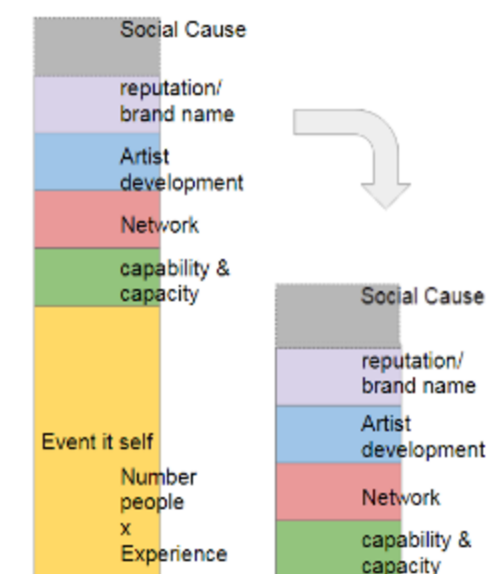 Social Cause
reputation/
brand name
Artist
development
Network
capability &
capacity
Event it self
Number
people
x
Experience
Social Cause
reputation/
brand name
Artist
development
Network
capability &
capacity